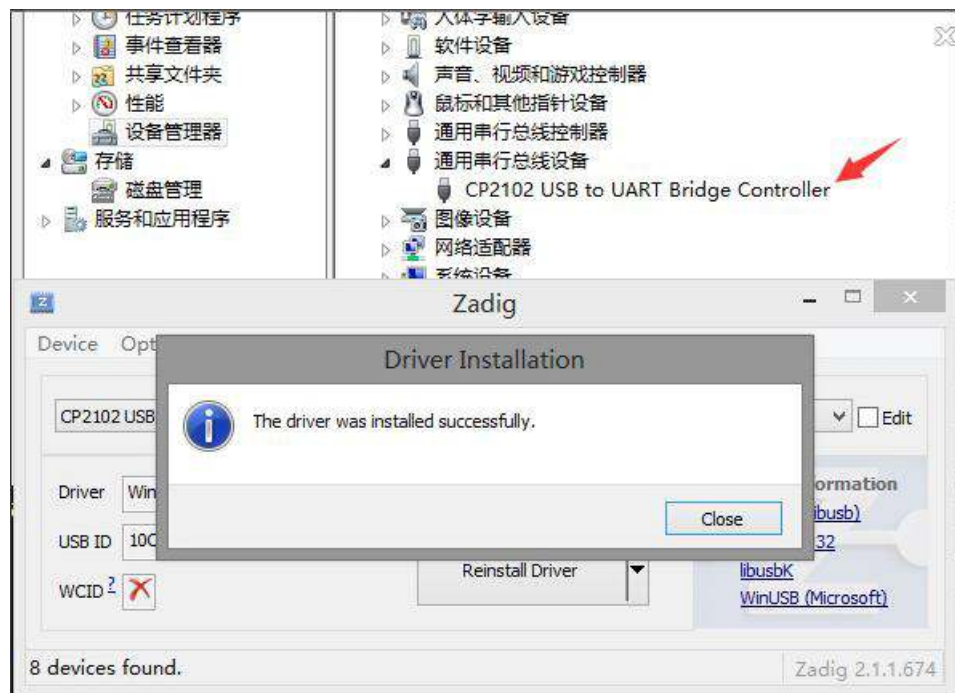 任务计划程序
事件查看器
共享文件夹
性能
设备管理器
存储
磁盘管理
服务和应用程序
人体学输入设备
软件设备
声音、视频和游戏控制器
鼠标和其他指针设备
通用串行总线控制器
通用串行总线设备
CP2102 USB to UART Bridge Controller
图像设备
网络适配器
系统设备
Zadig
Device Opt
Driver Installation
The driver was installed successfully.
Close
CP2102 USB
Edit
Driver Win
ormation
ibusb)
USB ID 10C
32
WCID ?
Reinstall Driver
libusbK
WinUSB (Microsoft)
8 devices found.
Zadig 2.1.1.674